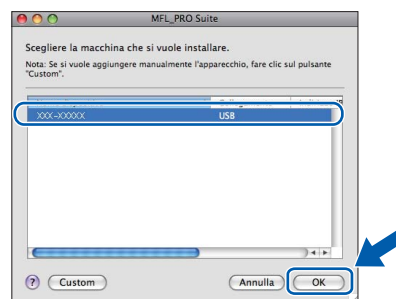 MFL_PRO Suite
Scegliere la macchina che si vuole installare.
Nota: Se si vuole aggiungere manualmente l'apparecchio, fare clic sul pulsante
"Custom".
XXX-XXXXX USB
? Custom Annulla OK